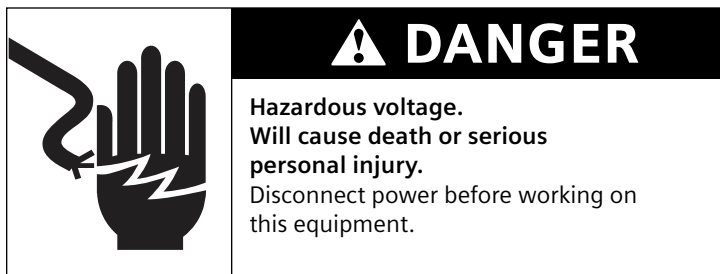 DANGER
Hazardous voltage.
Will cause death or serious
personal injury.
Disconnect power before working on
this equipment.